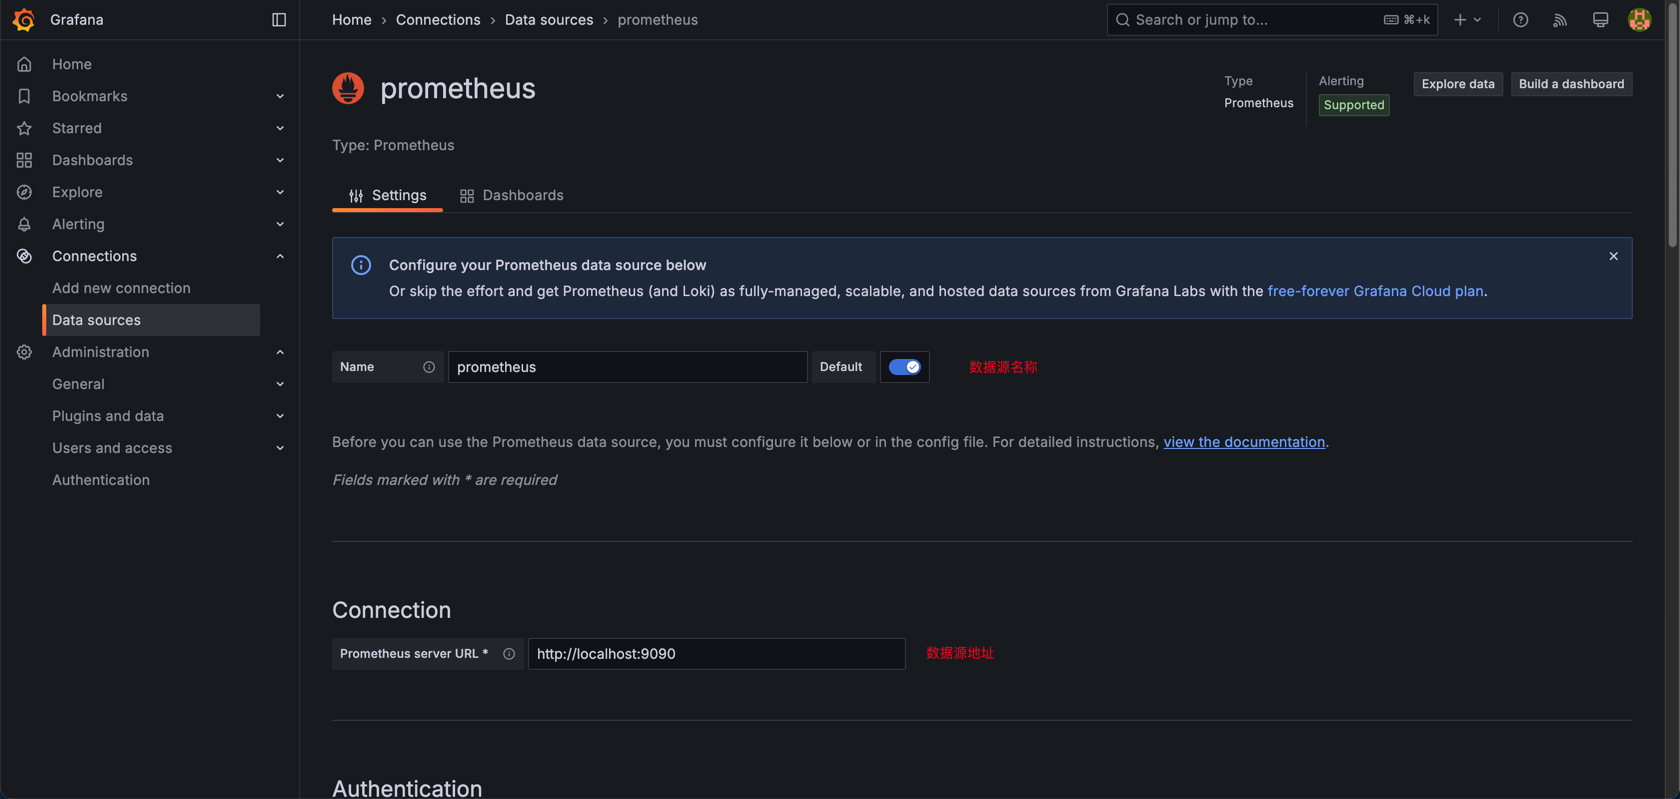 Grafana
Home › Connections › Data sources › prometheus
Search or jump to...
⌘+k
Home
Bookmarks
Starred
Dashboards
Explore
Alerting
Connections
Add new connection
Data sources
Administration
General
Plugins and data
Users and access
Authentication
prometheus
Type
Prometheus
Alerting
Supported
Explore data
Build a dashboard
Type: Prometheus
Settings
Dashboards
Configure your Prometheus data source below
Or skip the effort and get Prometheus (and Loki) as fully-managed, scalable, and hosted data sources from Grafana Labs with the free-forever Grafana Cloud plan.
Name prometheus Default 数据源名称
Before you can use the Prometheus data source, you must configure it below or in the config file. For detailed instructions, view the documentation.
Fields marked with * are required
Connection
Prometheus server URL * http://localhost:9090 数据源地址
Authentication